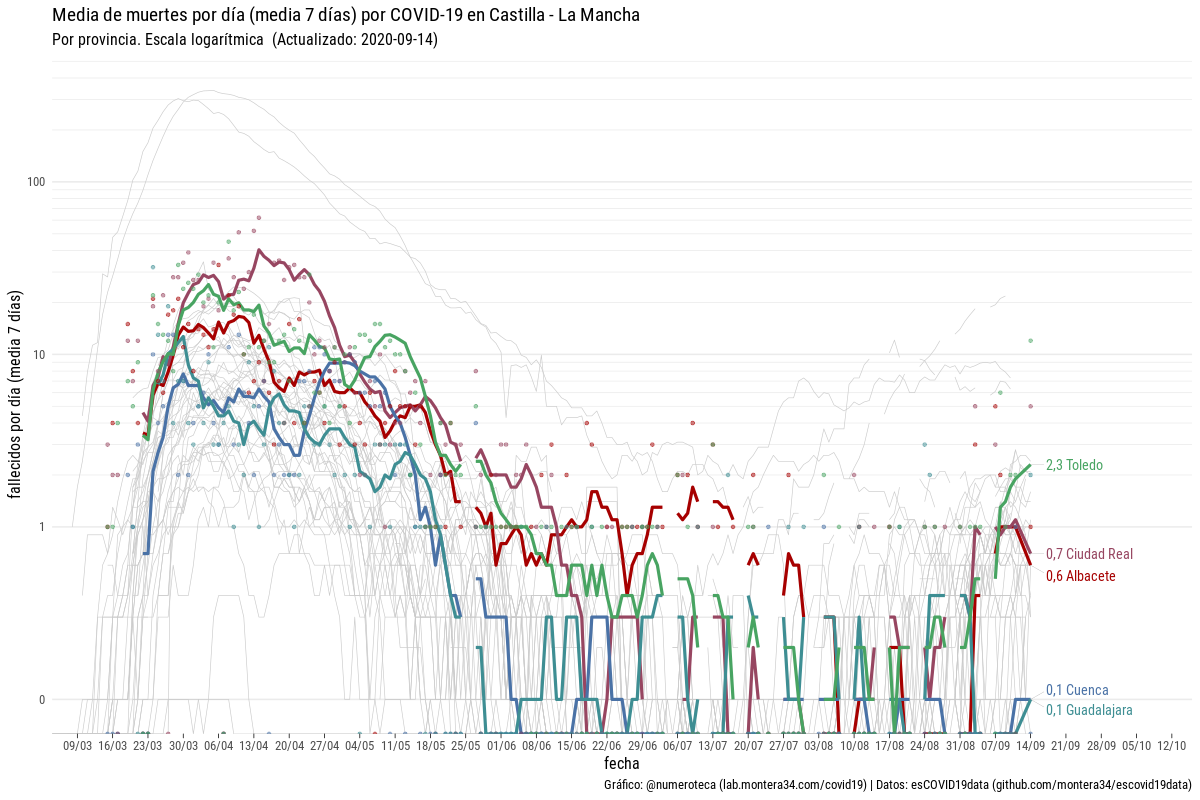 Media de muertes por día (media 7 días) por COVID-19 en Castilla - La Mancha
Por provincia. Escala logarítmica  (Actualizado: 2020-09-14)
fallecidos por día (media 7 días)
100
10
1
0
2,3 Toledo
0,7 Ciudad Real
0,6 Albacete
0,1 Cuenca
0,1 Guadalajara
09/03 16/03 23/03 30/03 06/04 13/04 20/04 27/04 04/05 11/05 18/05 25/05 01/06 08/06 15/06 22/06 29/06 06/07 13/07 20/07 27/07 03/08 10/08 17/08 24/08 31/08 07/09 14/09 21/09 28/09 05/10 12/10
fecha
Gráfico: @numeroteca (lab.montera34.com/covid19) | Datos: esCOVID19data (github.com/montera34/escovid19data)